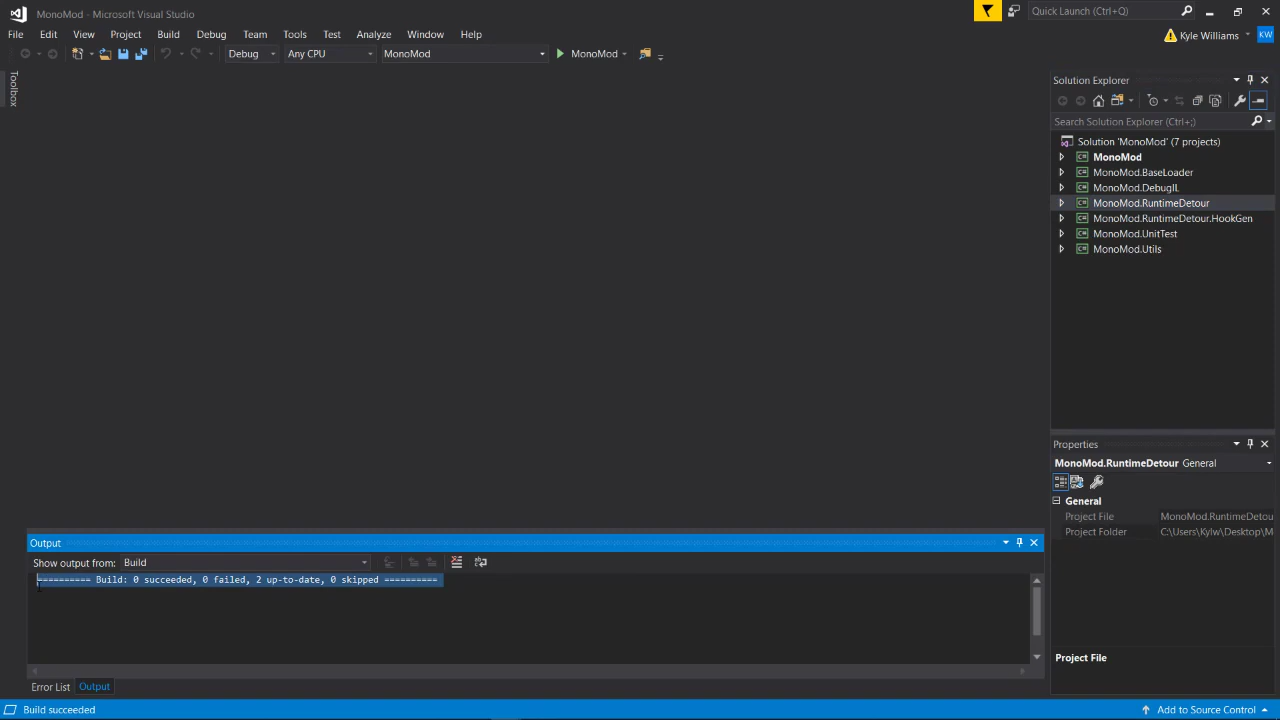 MonoMod - Microsoft Visual Studio
Quick Launch (Ctrl+Q)
File Edit View Project Build Debug Team Tools Test Analyze Window Help
Kyle Williams KW
Debug Any CPU MonoMod MonoMod
Toolbox
Solution Explorer
Search Solution Explorer (Ctrl+;)
Solution 'MonoMod' (7 projects)
MonoMod
MonoMod.BaseLoader
MonoMod.DebugIL
MonoMod.RuntimeDetour
MonoMod.RuntimeDetour.HookGen
MonoMod.UnitTest
MonoMod.Utils
Properties
MonoMod.RuntimeDetour General
General
Project File MonoMod.RuntimeDetou
Project Folder C:\Users\Kylw\Desktop\M
Project File
Output
Show output from: Build
========== Build: 0 succeeded, 0 failed, 2 up-to-date, 0 skipped ==========
Error List Output
Build succeeded
Add to Source Control